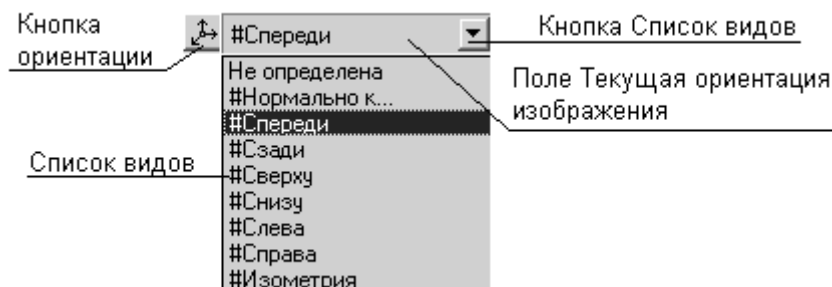 Кнопка
ориентации
#Спереди
Кнопка Список видов
Не определена
#Нормально к...
#Спереди
#Сзади
#Сверху
#Снизу
#Слева
#Справа
#Изометрия
Поле Текущая ориентация
изображения
Список видов